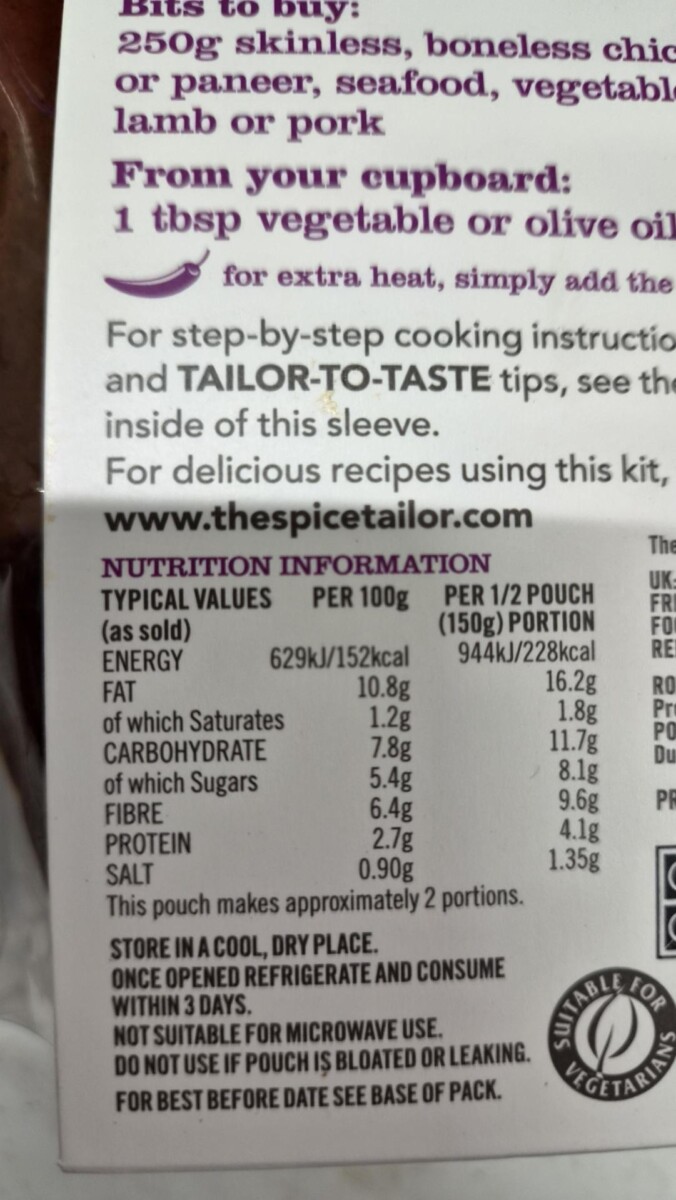 Bits to buy:
250g skinless, boneless
or paneer, seafood,
lamb or pork
From your cupboard:
1 tbsp vegetable or olive oil
for extra heat, simply add the
For step-by-step cooking
and TAILOR-TO-TASTE tips, see
inside of this sleeve.
For delicious recipes using this kit,
www.thespicetailor.com
NUTRITION INFORMATION
TYPICAL VALUES PER 100g PER 1/2 POUCH
(as sold) (150g) PORTION
ENERGY 629kJ/152kcal 944kJ/228kcal
FAT 10.8g 16.2g
of which Saturates 1.2g 1.8g
CARBOHYDRATE 7.8g 11.7g
of which Sugars 5.4g 8.1g
FIBRE 6.4g 9.6g
PROTEIN 2.7g 4.1g
SALT 0.90g 1.35g
This pouch makes approximately 2 portions.
STORE IN A COOL, DRY PLACE.
ONCE OPENED REFRIGERATE AND CONSUME
WITHIN 3 DAYS.
NOT SUITABLE FOR MICROWAVE USE.
DO NOT USE IF POUCH IS BLOATED OR LEAKING.
FOR BEST BEFORE DATE SEE BASE OF PACK.
SUITABLE FOR
VEGETARIANS
UK: